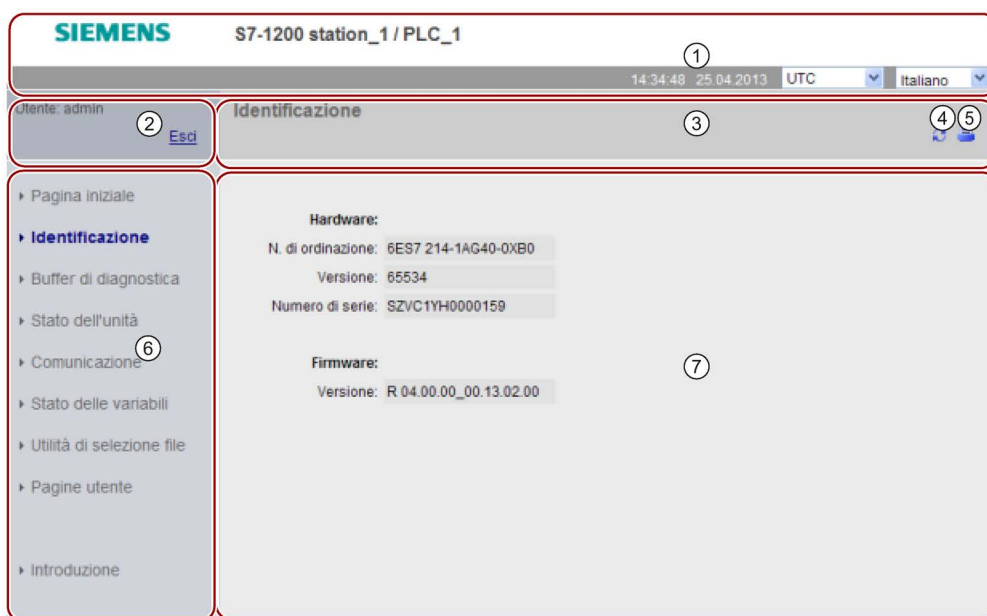 SIEMENS
S7-1200 station_1 / PLC_1
①
14:34:48 25.04.2013 UTC Italiano
Utente: admin
②
Esci
Identificazione
③
④ ⑤
Pagina iniziale
Identificazione
Buffer di diagnostica
Stato dell'unità
⑥
Comunicazione
Stato delle variabili
Utilità di selezione file
Pagine utente
Introduzione
Hardware:
N. di ordinazione: 6ES7 214-1AG40-0XB0
Versione: 65534
Numero di serie: SZVC1YH0000159
Firmware:
⑦
Versione: R 04.00.00_00.13.02.00